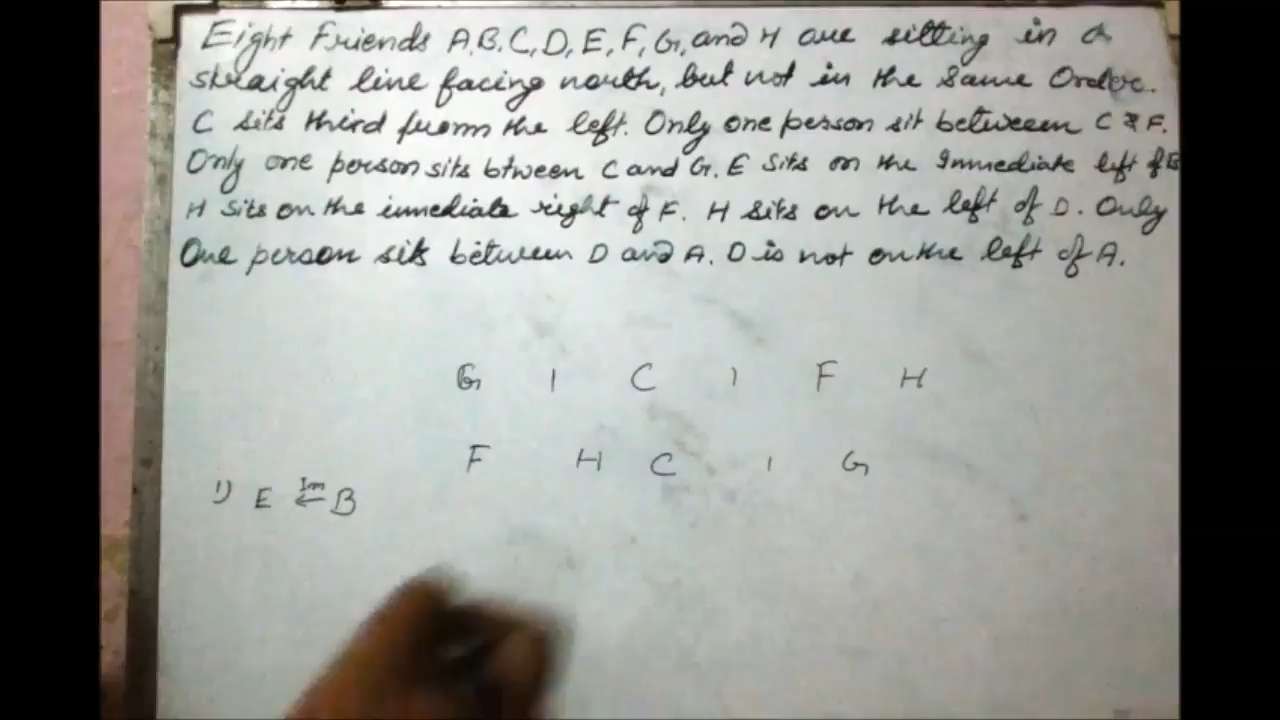 Eight Friends A, B, C, D, E, F, G, and H are sitting in a
straight line facing north, but not in the Same Order.
C sits third from the left. Only one person sit between C & F.
Only one person sits btween C and G. E Sits on the Immediate left of B
H Sits on the immediate right of F. H sits on the left of D. Only
One person sits between D and A. D is not on the left of A.
G 1 C 1 F H
F H C 1 G
1) E Im ← B